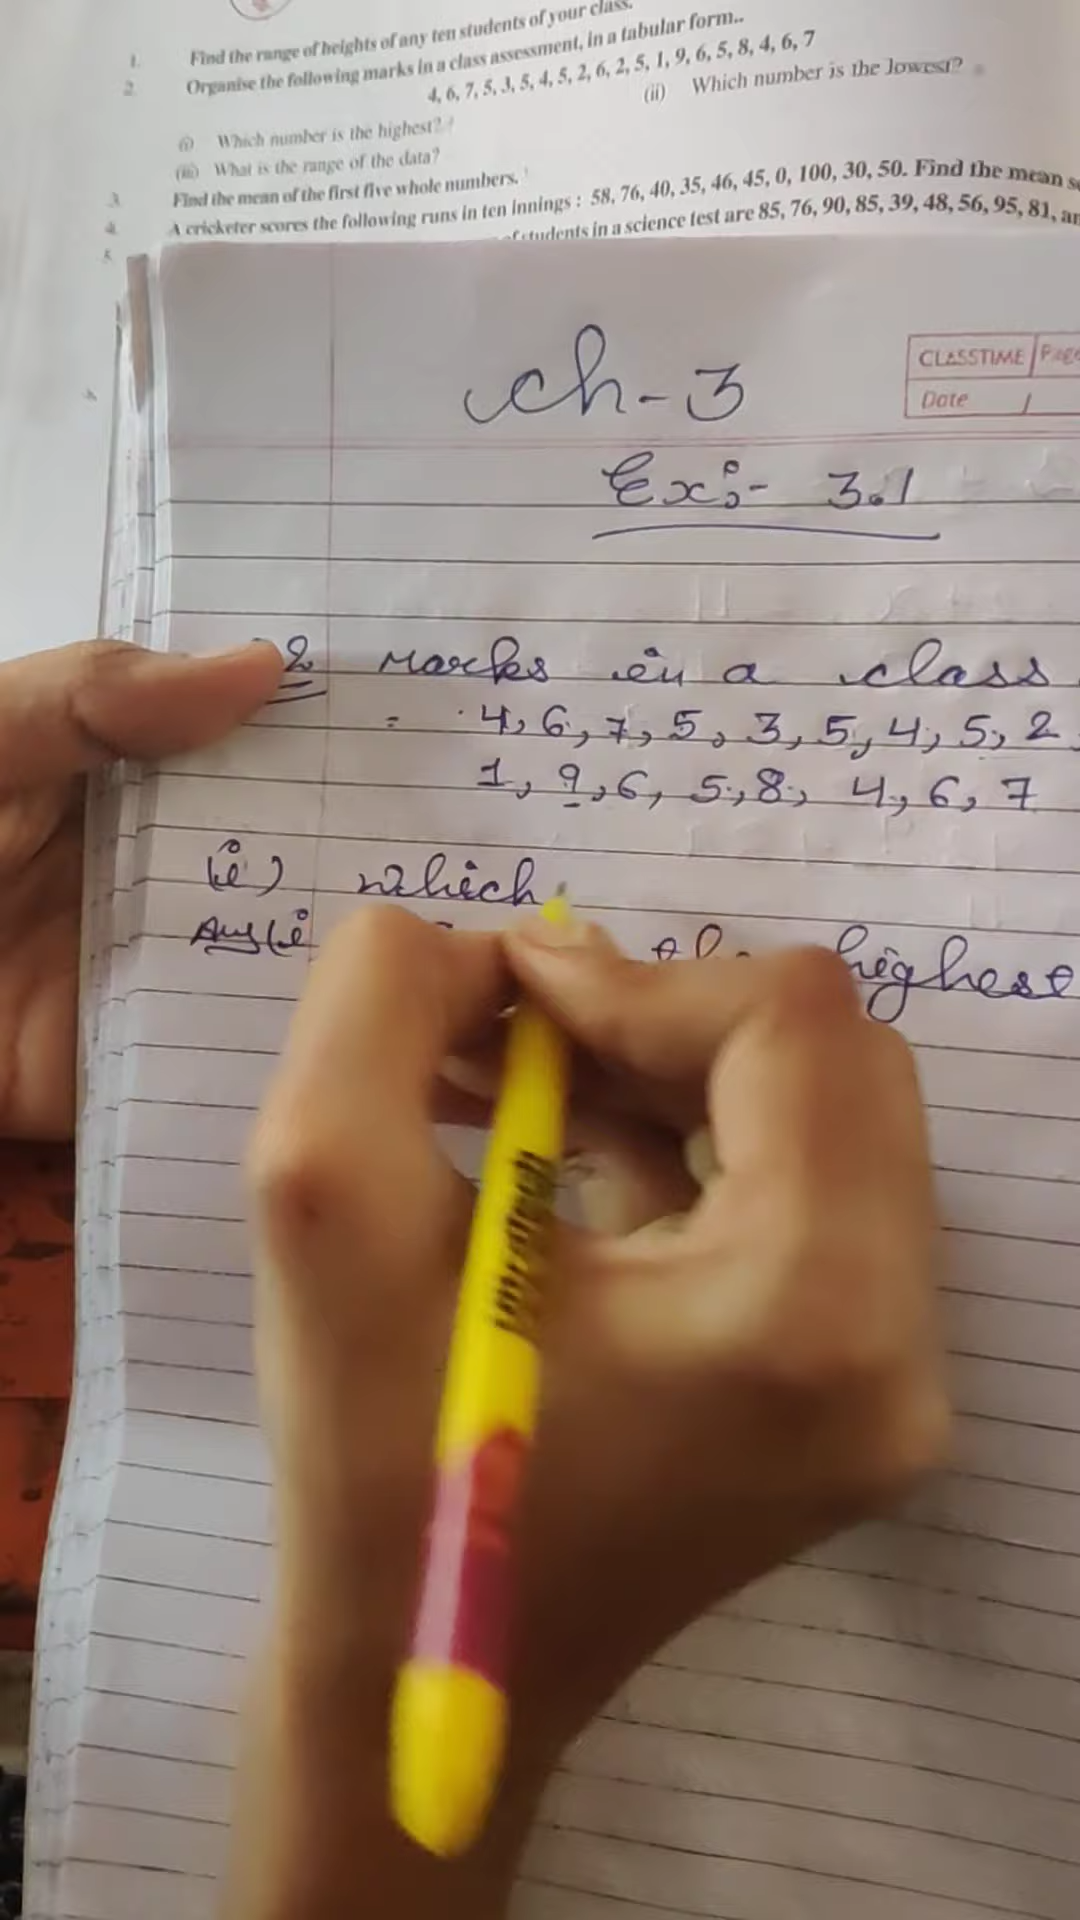 1. Find the range of heights of any ten students of your class.
2. Organise the following marks in a class assessment, in a tabular form..
4, 6, 7, 5, 3, 5, 4, 5, 2, 6, 2, 5, 1, 9, 6, 5, 8, 4, 6, 7
(i) Which number is the highest? (ii) Which number is the lowest?
(iii) What is the range of the data?
3. Find the mean of the first five whole numbers.
4. A cricketer scores the following runs in ten innings : 58, 76, 40, 35, 46, 45, 0, 100, 30, 50. Find the mean
5. of students in a science test are 85, 76, 90, 85, 39, 48, 56, 95, 81,
CLASSTIME Page
Date /
Ch-3
Ex:- 3.1
2 Marks in a class
= 4, 6, 7, 5, 3, 5, 4, 5, 2
1, 9, 6, 5, 8, 4, 6, 7
(i) Which
Ans(i highest